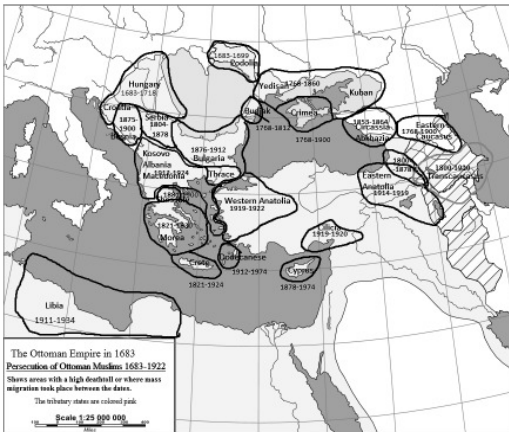 1683-1699
Podolia
Hungary
1683-1718
Yedisan
1768-1860
Kuban
Croatia
1875-
1900
Bosnia
Serbia
1804-
1878
Budjak
1768-1812
Crimea
1768-1900
1853-1864
Circassia
Abkhazia
Eastern
Caucasus
1768-1900
Kosovo
Albania
Macedonia
1912-1924
1876-1912
Bulgaria
Thrace
1800-
1878
Transcaucasus
Eastern
Anatolia
1914-1919
Western Anatolia
1919-1922
1919-1920
Morea
Crete
1821-1924
Dodecanese
1912-1974
Cyprus
1878-1974
Libia
1911-1934
The Ottoman Empire in 1683
Persecution of Ottoman Muslims 1683-1922
Shows areas with a high deathtoll or where mass
migration took place between the dates.
The tributary states are colored pink
Scale 1:25 000 000
Miles